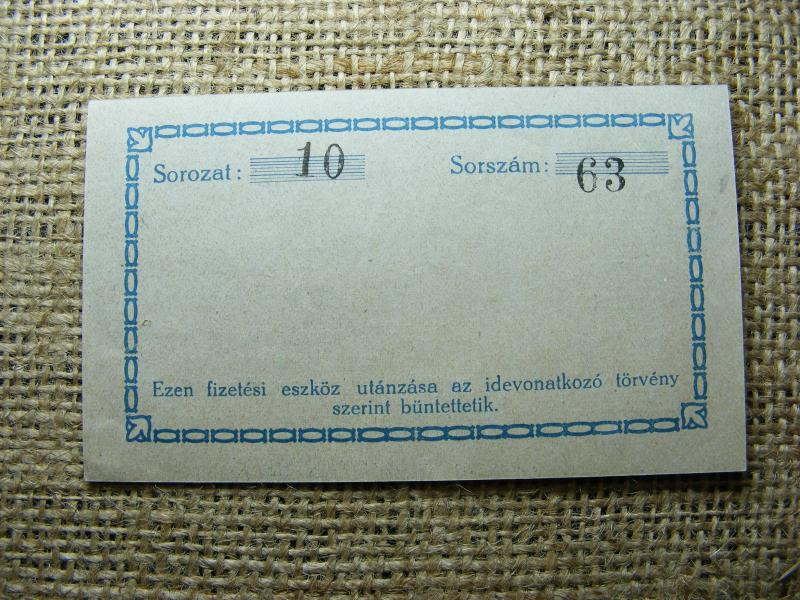 Sorozat: 10 Sorszám: 63
Ezen fizetési eszköz utánzása az idevonatkozó törvény
szerint büntettetik.